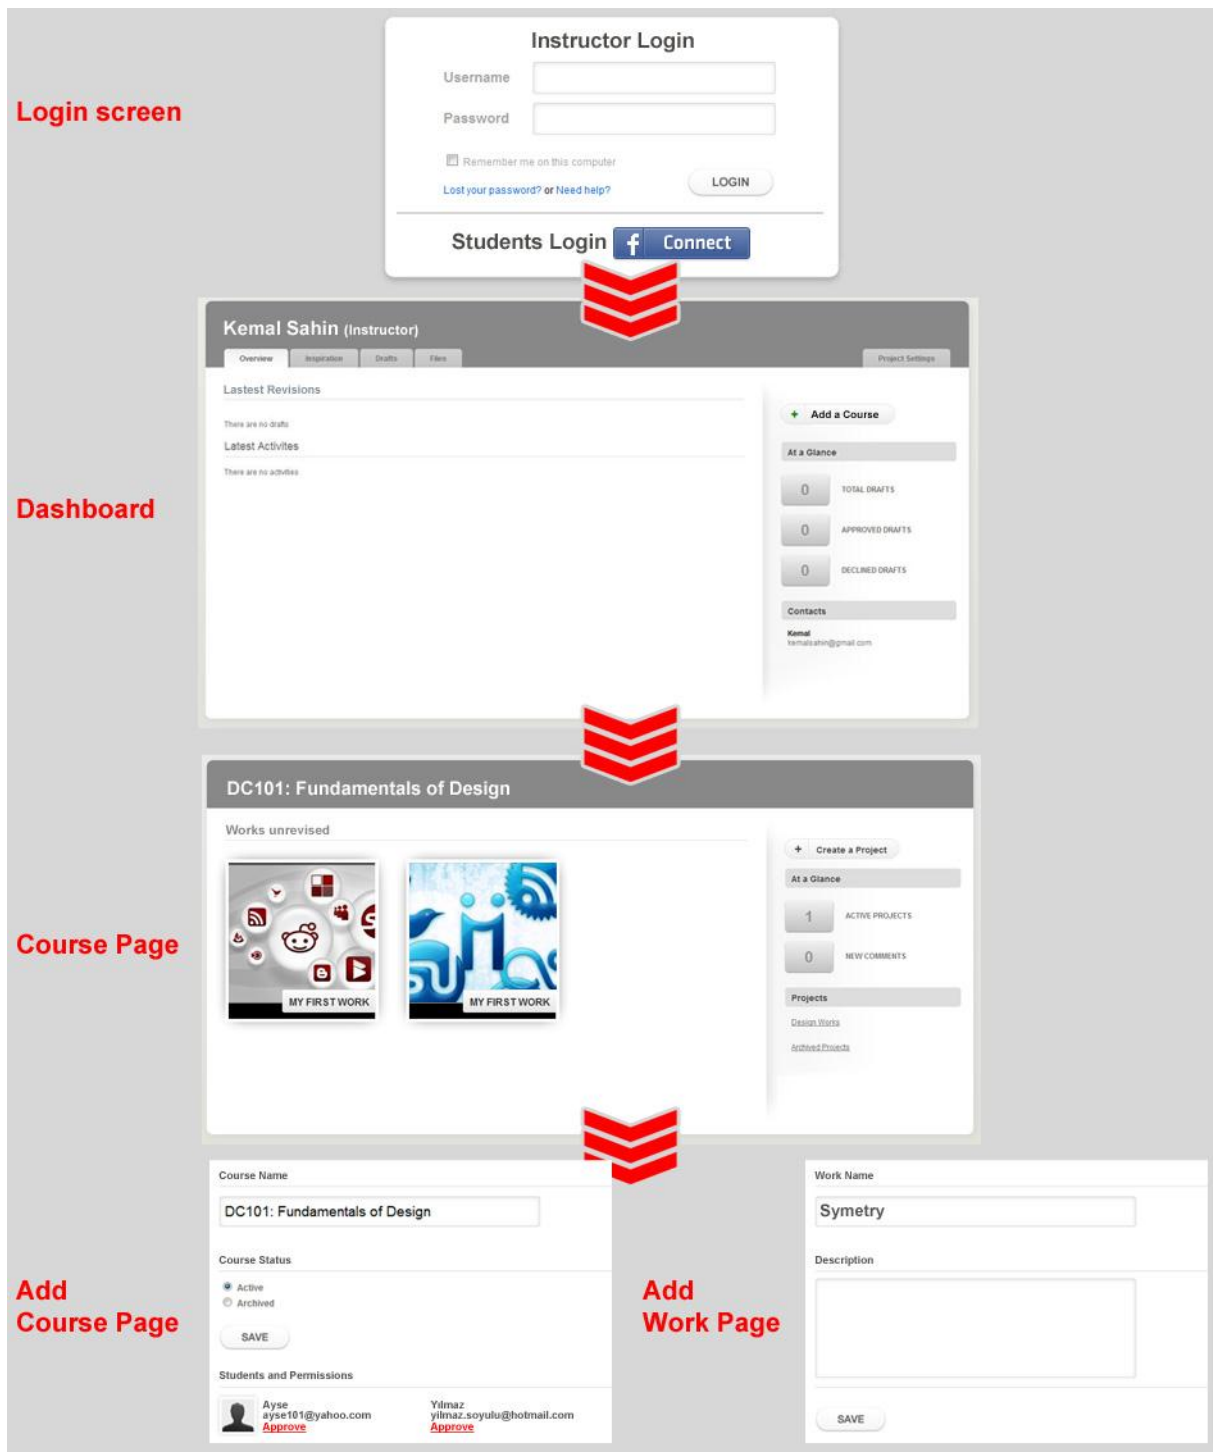 Instructor Login
Username
Password
Login screen
Remember me on this computer
Lost your password? or Need help?
LOGIN
Students Login f Connect
Kemal Sahin (Instructor)
Overview Inspiration Drafts Files Project Settings
Lastest Revisions
There are no drafts
Latest Activites
There are no activities
+ Add a Course
At a Glance
0 TOTAL DRAFTS
0 APPROVED DRAFTS
0 DECLINED DRAFTS
Contacts
Kemal
kemalsahin@gmail.com
Dashboard
DC101: Fundamentals of Design
Works unrevised
MY FIRST WORK
MY FIRST WORK
+ Create a Project
At a Glance
1 ACTIVE PROJECTS
0 NEW COMMENTS
Projects
Design Works
Archived Projects
Course Page
Course Name
DC101: Fundamentals of Design
Course Status
Active
Archived
SAVE
Students and Permissions
Ayse
ayse101@yahoo.com
Approve
Yılmaz
yilmaz.soyulu@hotmail.com
Approve
Add
Course Page
Work Name
Symetry
Description
SAVE
Add
Work Page